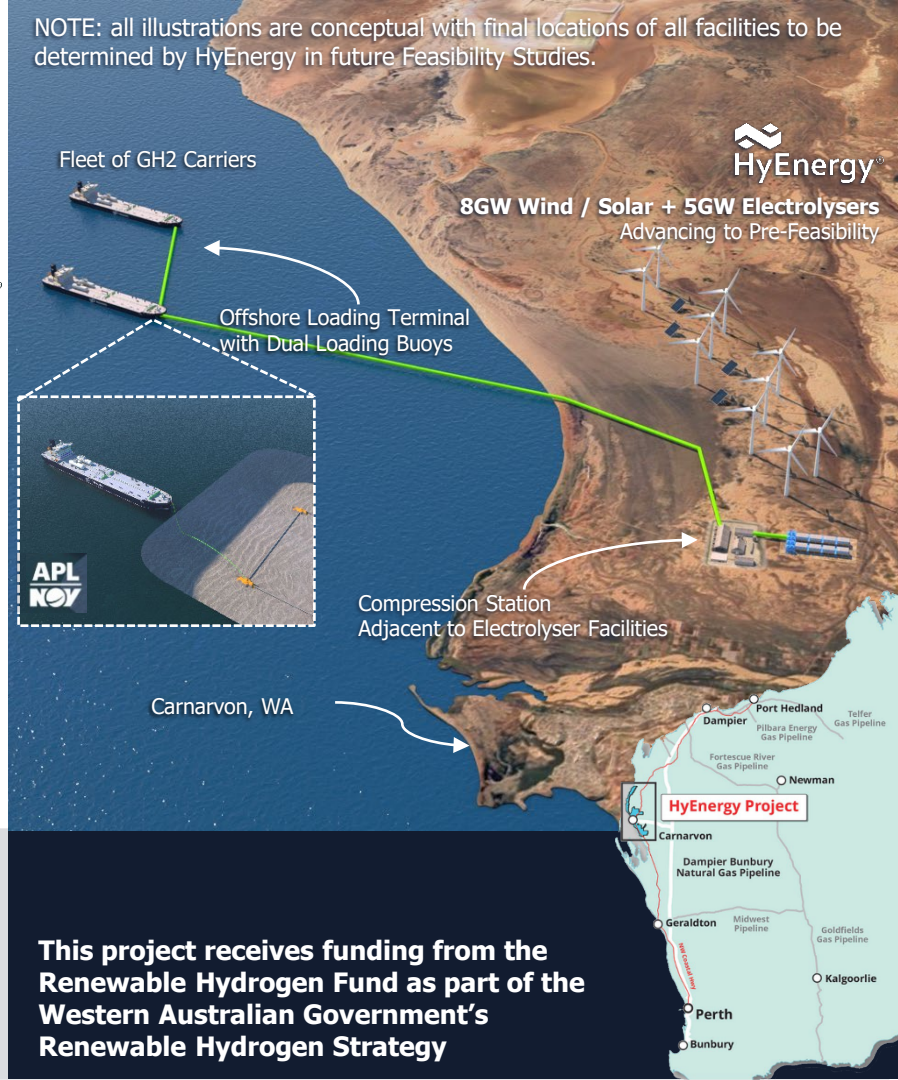 NOTE: all illustrations are conceptual with final locations of all facilities to be
determined by HyEnergy in future Feasibility Studies.
HyEnergy®
Fleet of GH2 Carriers
8GW Wind / Solar + 5GW Electrolysers
Advancing to Pre-Feasibility
Offshore Loading Terminal
with Dual Loading Buoys
APL
NOV
Compression Station
Adjacent to Electrolyser Facilities
Carnarvon, WA
Port Hedland
Dampier
Telfer
Gas Pipeline
Pilbara Energy
Gas Pipeline
Fortescue River
Gas Pipeline
Newman
HyEnergy Project
Carnarvon
Dampier Bunbury
Natural Gas Pipeline
Geraldton
Midwest
Pipeline
Goldfields
Gas Pipeline
NW Coastal Hwy
Kalgoorlie
Perth
Bunbury
This project receives funding from the
Renewable Hydrogen Fund as part of the
Western Australian Government's
Renewable Hydrogen Strategy